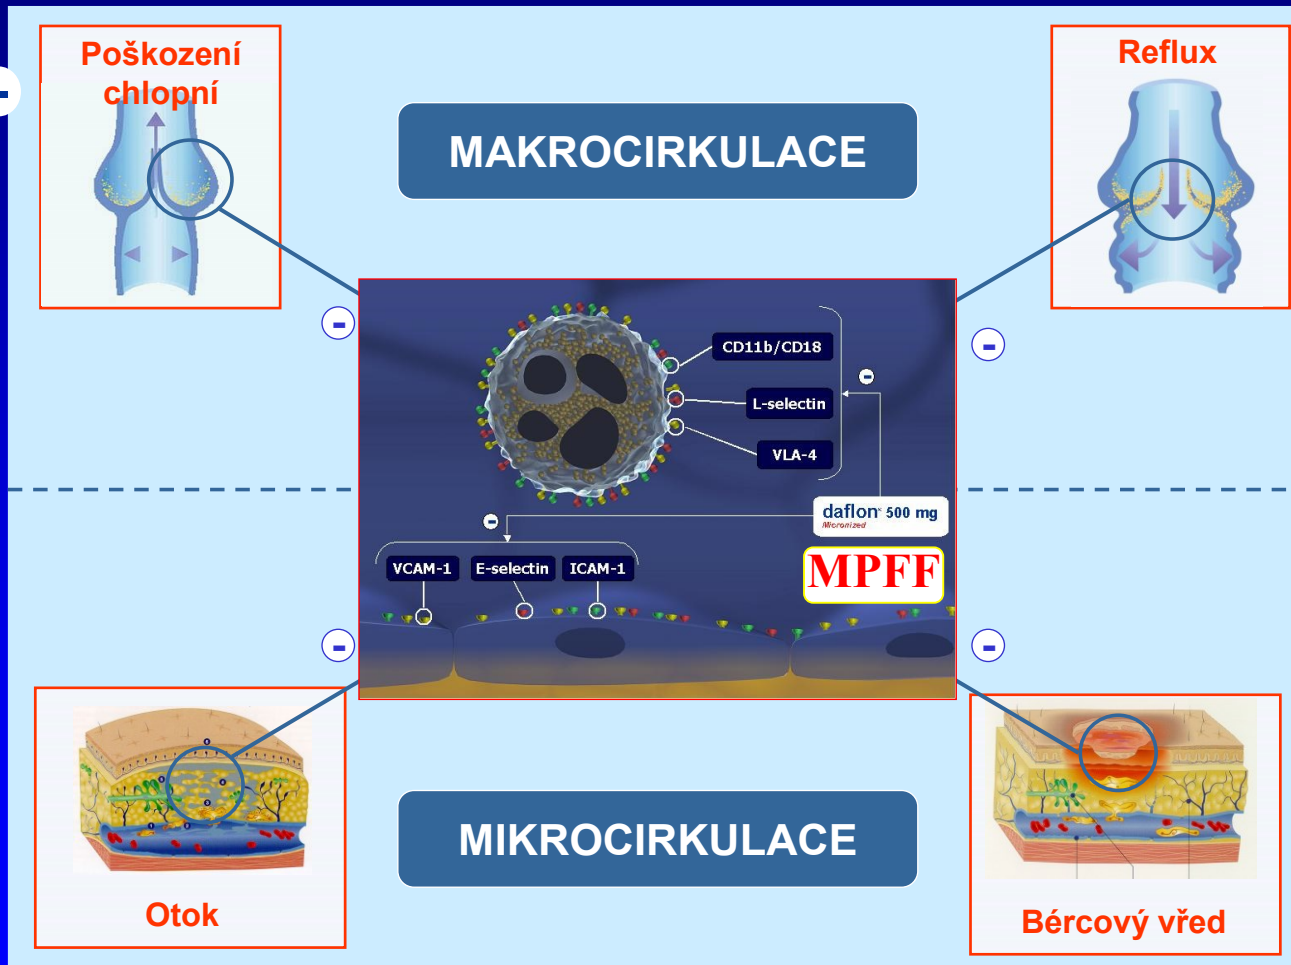 Poškození
chlopní
Reflux
MAKROCIRKULACE
-
-
CD11b/CD18
-
L-selectin
VLA-4
daflon® 500 mg
Micronized
-
MPFF
VCAM-1 E-selectin ICAM-1
-
-
MIKROCIRKULACE
Otok
Bércový vřed